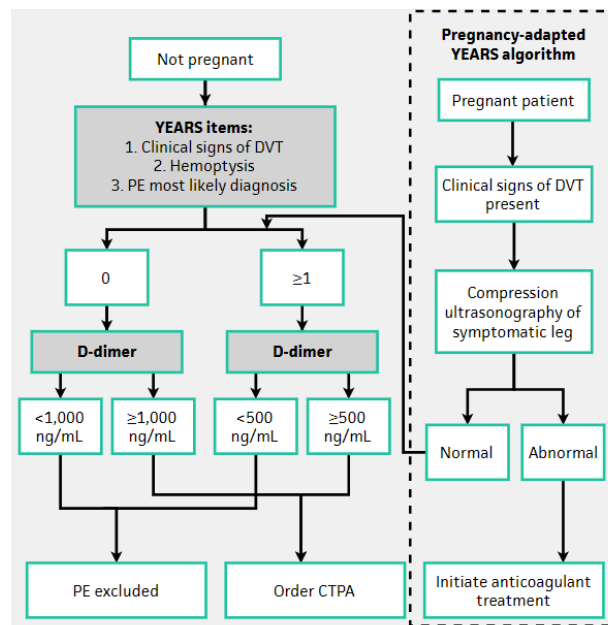 Not pregnant
YEARS items:
1. Clinical signs of DVT
2. Hemoptysis
3. PE most likely diagnosis
0
≥1
D-dimer
D-dimer
<1,000
ng/mL
≥1,000
ng/mL
<500
ng/mL
≥500
ng/mL
PE excluded
Order CTPA
Pregnancy-adapted
YEARS algorithm
Pregnant patient
Clinical signs of DVT
present
Compression
ultrasonography of
symptomatic leg
Normal
Abnormal
Initiate anticoagulant
treatment